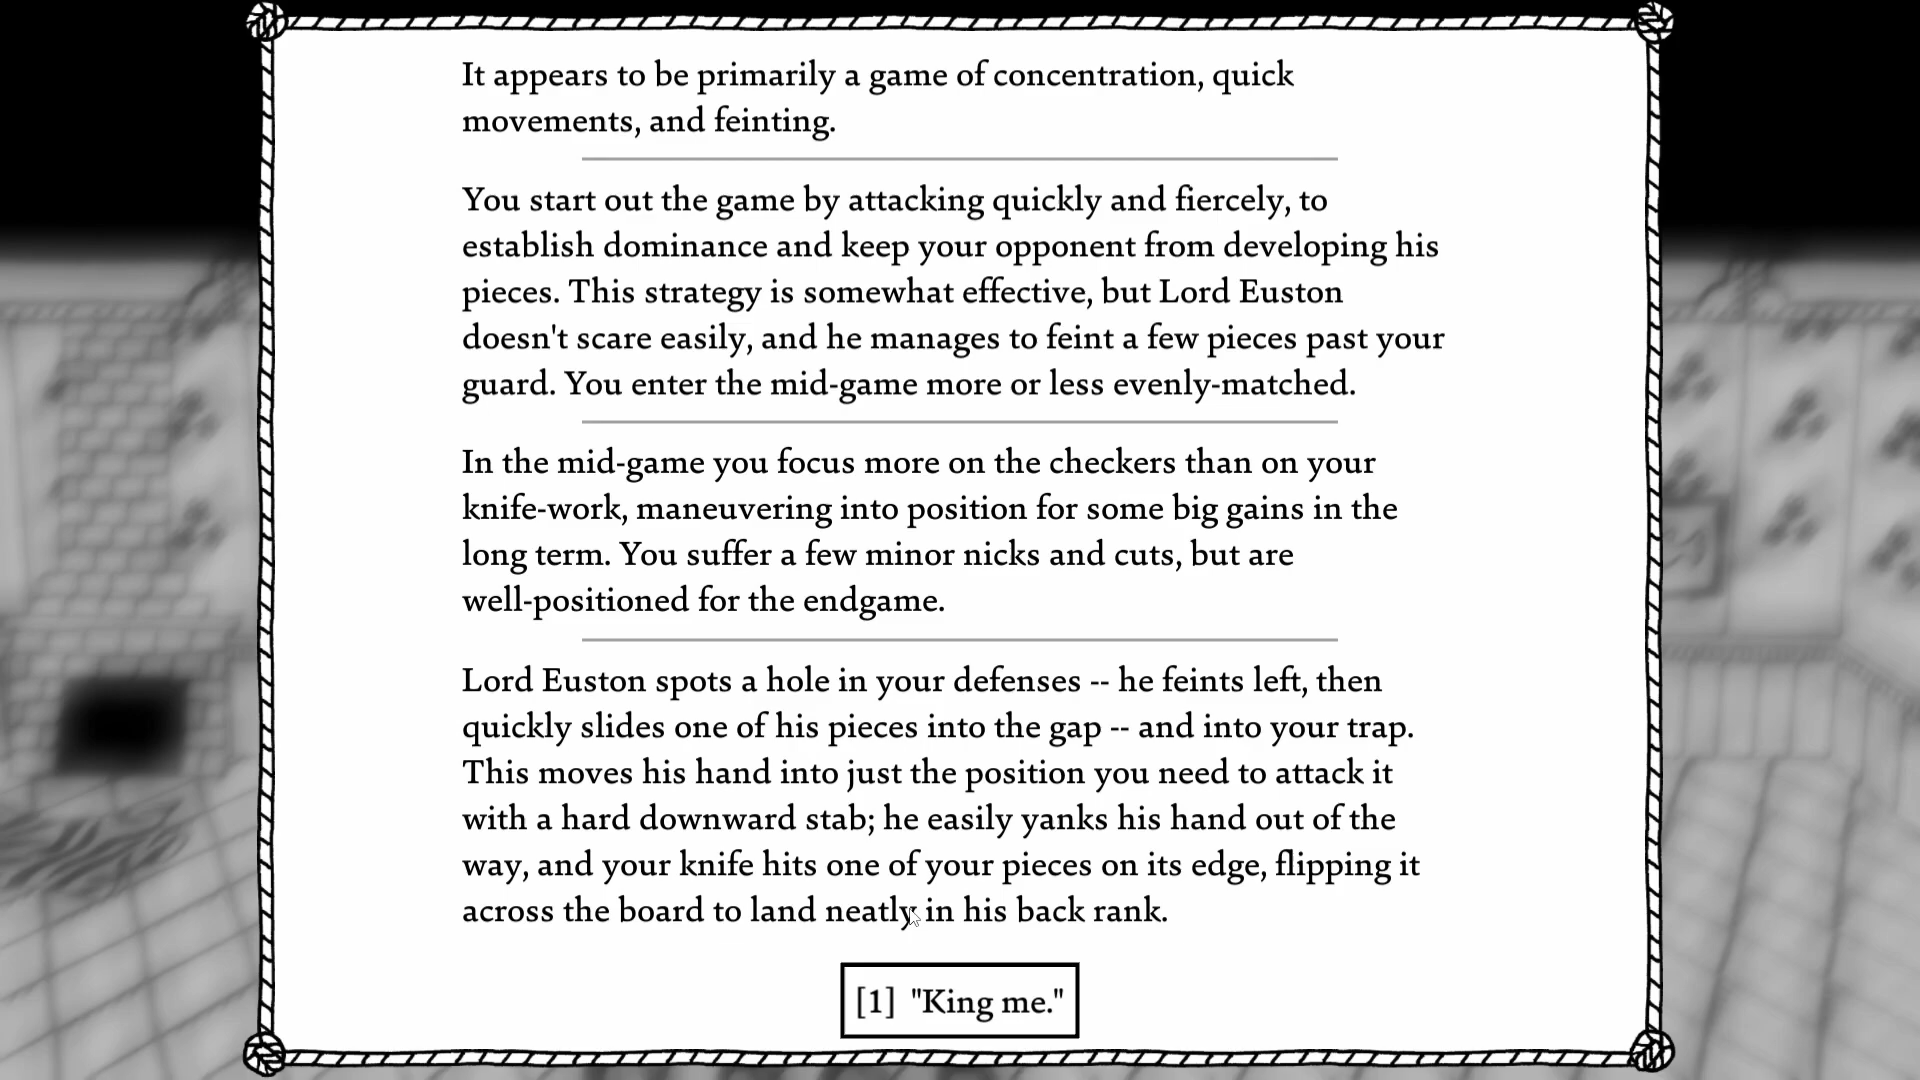 It appears to be primarily a game of concentration, quick
movements, and feinting.
You start out the game by attacking quickly and fiercely, to
establish dominance and keep your opponent from developing his
pieces. This strategy is somewhat effective, but Lord Euston
doesn't scare easily, and he manages to feint a few pieces past your
guard. You enter the mid-game more or less evenly-matched.
In the mid-game you focus more on the checkers than on your
knife-work, maneuvering into position for some big gains in the
long term. You suffer a few minor nicks and cuts, but are
well-positioned for the endgame.
Lord Euston spots a hole in your defenses -- he feints left, then
quickly slides one of his pieces into the gap -- and into your trap.
This moves his hand into just the position you need to attack it
with a hard downward stab; he easily yanks his hand out of the
way, and your knife hits one of your pieces on its edge, flipping it
across the board to land neatly in his back rank.
[1] "King me."